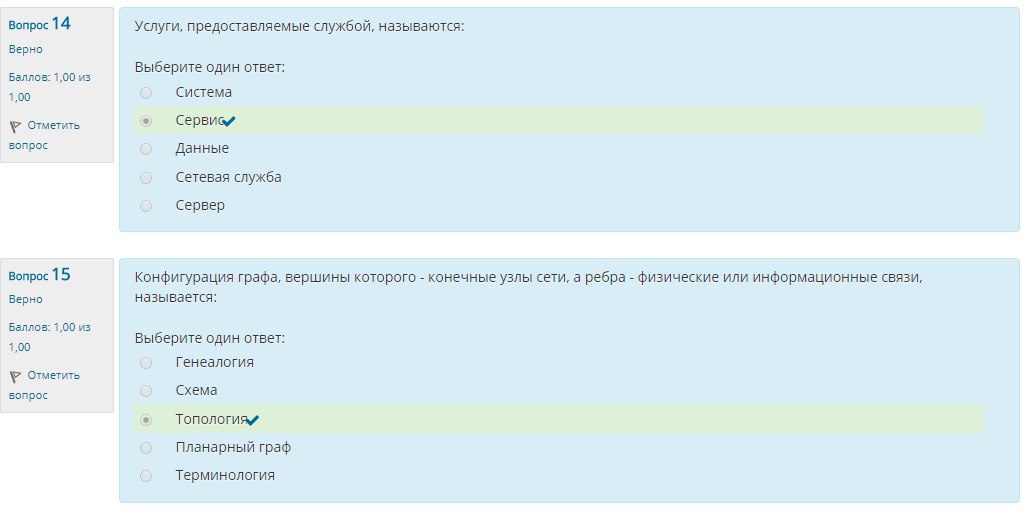 Вопрос 14
Верно
Баллов: 1,00 из
1,00
Отметить
вопрос
Услуги, предоставляемые службой, называются:
Выберите один ответ:
Система
Сервис
Данные
Сетевая служба
Сервер
Вопрос 15
Верно
Баллов: 1,00 из
1,00
Отметить
вопрос
Конфигурация графа, вершины которого - конечные узлы сети, а ребра - физические или информационные связи,
называется:
Выберите один ответ:
Генеалогия
Схема
Топология
Планарный граф
Терминология